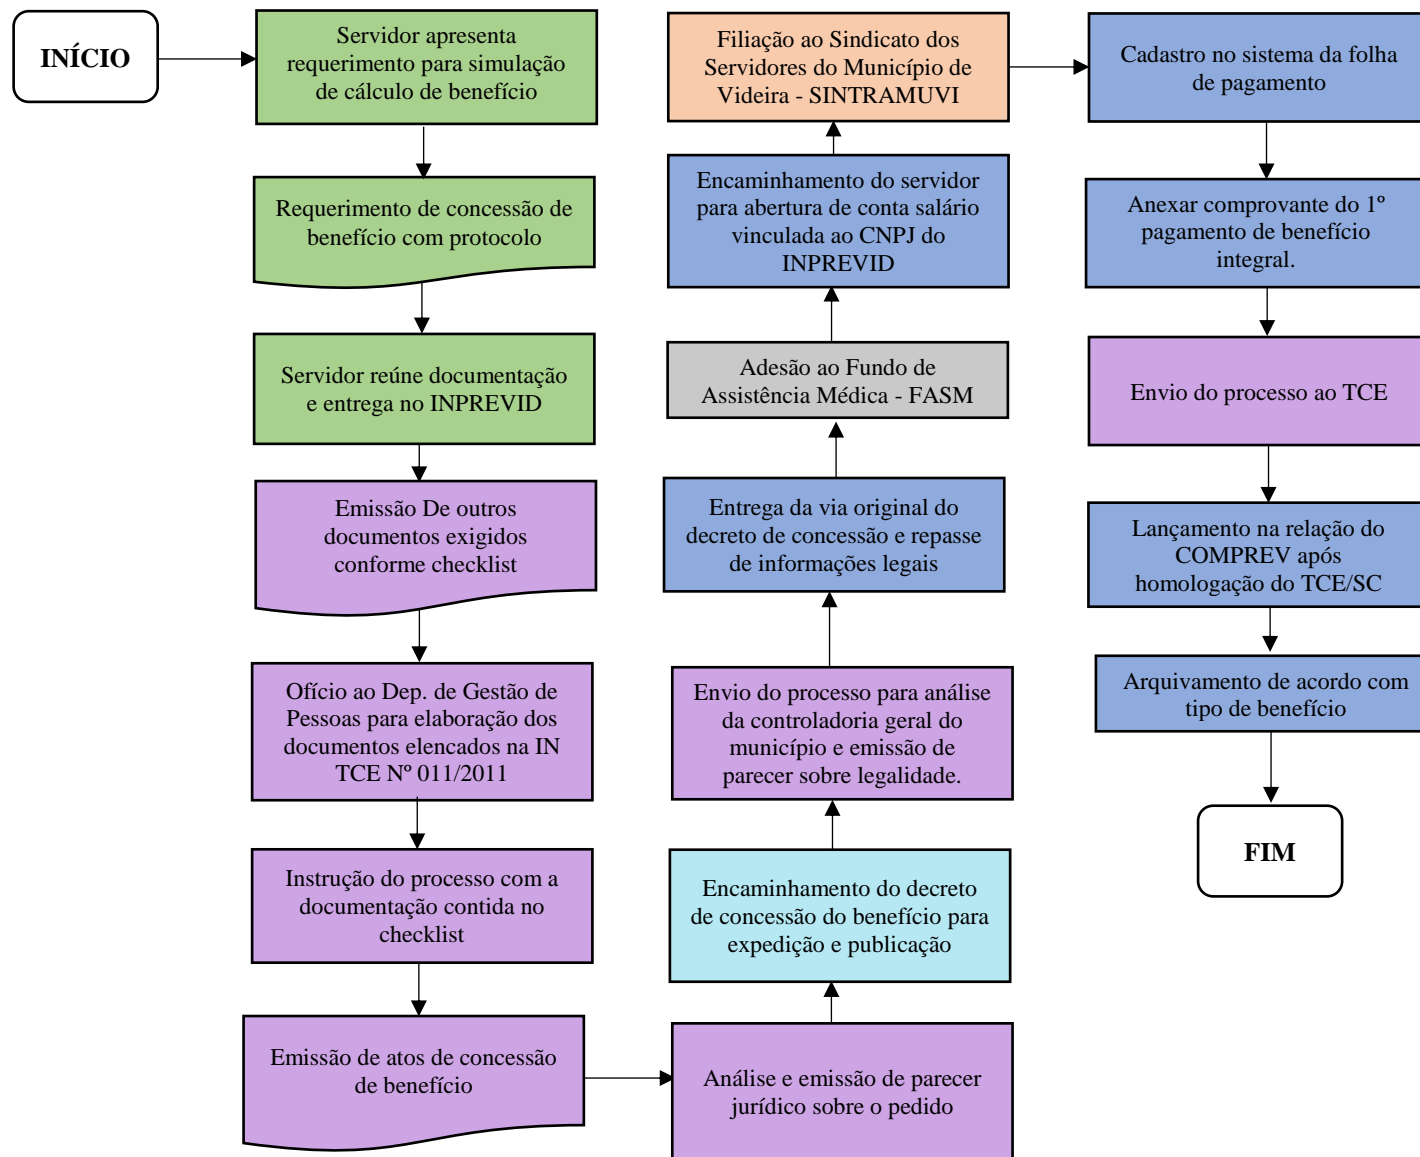 INÍCIO
Servidor apresenta
requerimento para simulação
de cálculo de benefício
Requerimento de concessão de
benefício com protocolo
Servidor reúne documentação
e entrega no INPREVID
Emissão De outros
documentos exigidos
conforme checklist
Ofício ao Dep. de Gestão de
Pessoas para elaboração dos
documentos elencados na IN
TCE Nº 011/2011
Instrução do processo com a
documentação contida no
checklist
Emissão de atos de concessão
de benefício
Análise e emissão de parecer
jurídico sobre o pedido
Encaminhamento do decreto
de concessão do benefício para
expedição e publicação
Envio do processo para análise
da controladoria geral do
município e emissão de
parecer sobre legalidade.
Entrega da via original do
decreto de concessão e repasse
de informações legais
Adesão ao Fundo de
Assistência Médica - FASM
Encaminhamento do servidor
para abertura de conta salário
vinculada ao CNPJ do
INPREVID
Filiação ao Sindicato dos
Servidores do Município de
Videira - SINTRAMUVI
Cadastro no sistema da folha
de pagamento
Anexar comprovante do 1º
pagamento de benefício
integral.
Envio do processo ao TCE
Lançamento na relação do
COMPREV após
homologação do TCE/SC
Arquivamento de acordo com
tipo de benefício
FIM